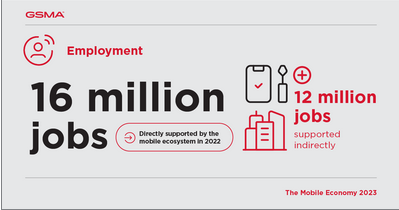 GSMA™
Employment
16 million
jobs
Directly supported by the
mobile ecosystem in 2022
12 million
jobs
supported
indirectly
The Mobile Economy 2023